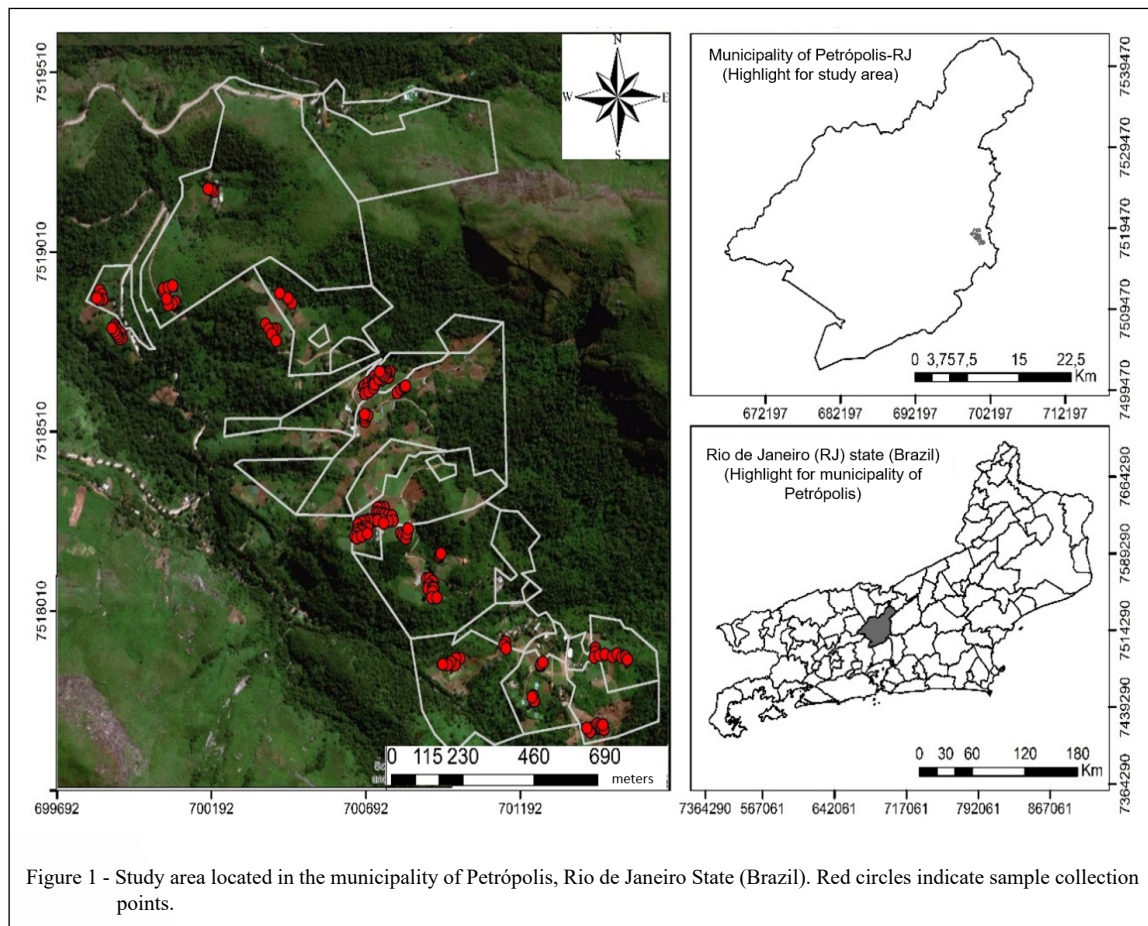 7519510
7519010
7518510
7518010
699692
700192
700692
701192
N
W
E
S
0 115 230 460 690
meters
Municipality of Petrópolis-RJ
(Highlight for study area)
7539470
7529470
7519470
7509470
7499470
0 3,75 7,5 15 22,5
Km
672197
682197
692197
702197
712197
Rio de Janeiro (RJ) state (Brazil)
(Highlight for municipality of
Petrópolis)
7664290
7589290
7514290
7439290
7364290
0 30 60 120 180
Km
7364290
567061
642061
717061
792061
867061
Figure 1 - Study area located in the municipality of Petrópolis, Rio de Janeiro State (Brazil). Red circles indicate sample collection
points.